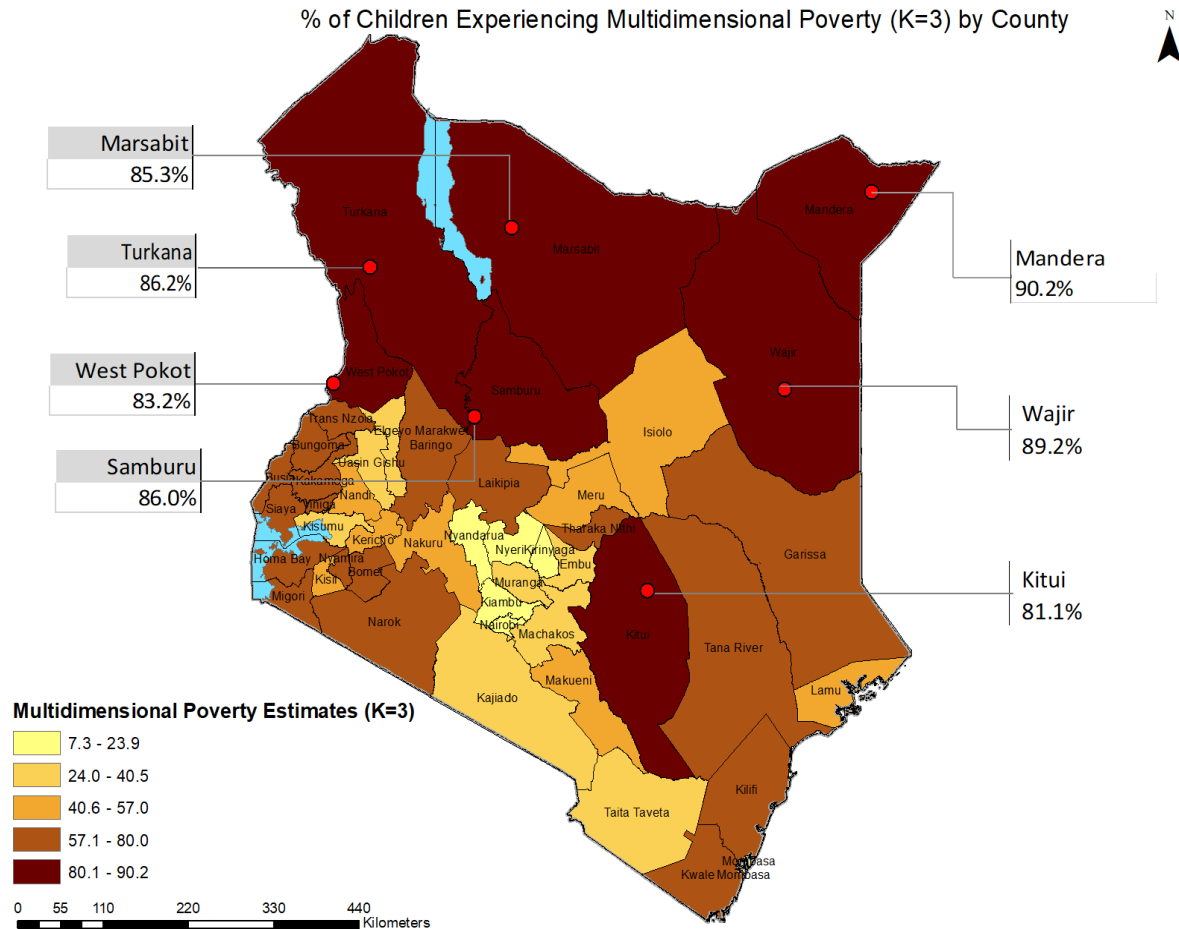 % of Children Experiencing Multidimensional Poverty (K=3) by County
N
Marsabit
85.3%
Turkana
86.2%
West Pokot
83.2%
Samburu
86.0%
Mandera
90.2%
Wajir
89.2%
Kitui
81.1%
Turkana
Marsabit
Mandera
Wajir
West Pokot
Samburu
Trans Nzoia
Elgeyo Marakwet
Baringo
Bungoma
Uasin Gishu
Isiolo
Busia
Kakamega
Nandi
Laikipia
Meru
Siaya
Vihiga
Kisumu
Kericho
Nakuru
Nyandarua
Nyeri
Kirinyaga
Tharaka Nithi
Garissa
Homa Bay
Nyamira
Kisii
Bomet
Embu
Muranga
Migori
Narok
Kiambu
Nairobi
Machakos
Kitui
Tana River
Makueni
Kajiado
Lamu
Kilifi
Taita Taveta
Mombasa
Kwale
Mombasa
Multidimensional Poverty Estimates (K=3)
7.3 - 23.9
24.0 - 40.5
40.6 - 57.0
57.1 - 80.0
80.1 - 90.2
0 55 110 220 330 440
Kilometers